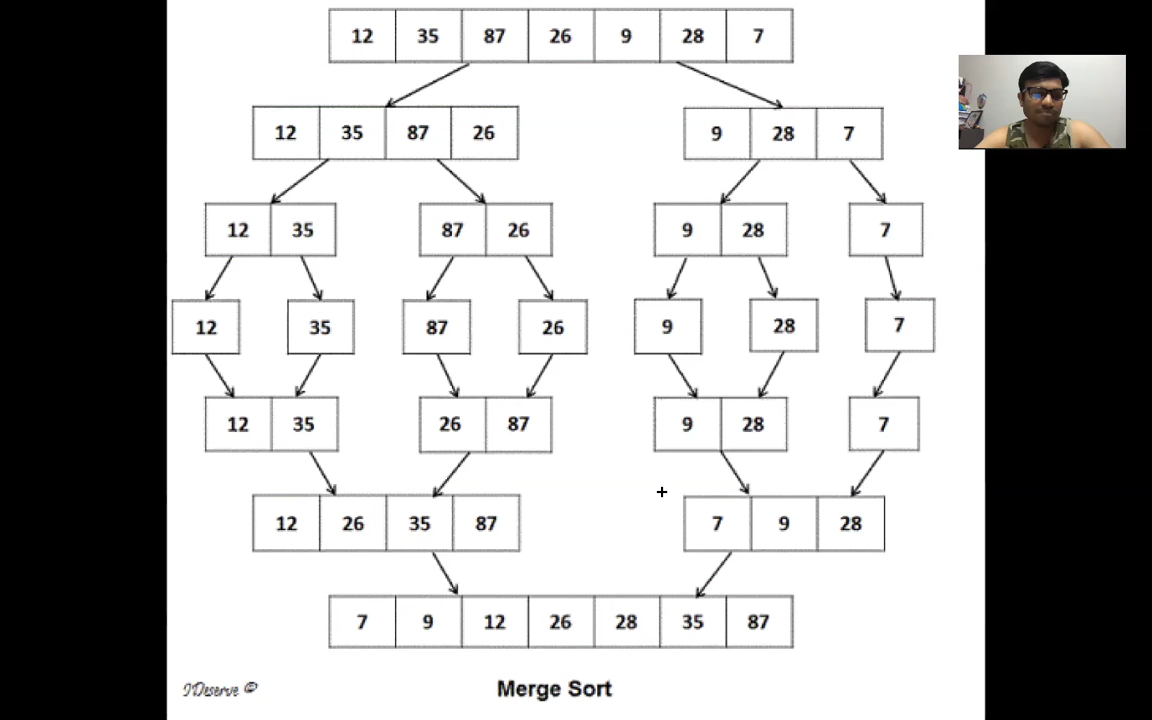 12 35 87 26 9 28 7
12 35 87 26 9 28 7
12 35 87 26 9 28 7
12 35 87 26 9 28 7
12 35 26 87 9 28 7
12 26 35 87 7 9 28
7 9 12 26 28 35 87
IDeserve © Merge Sort